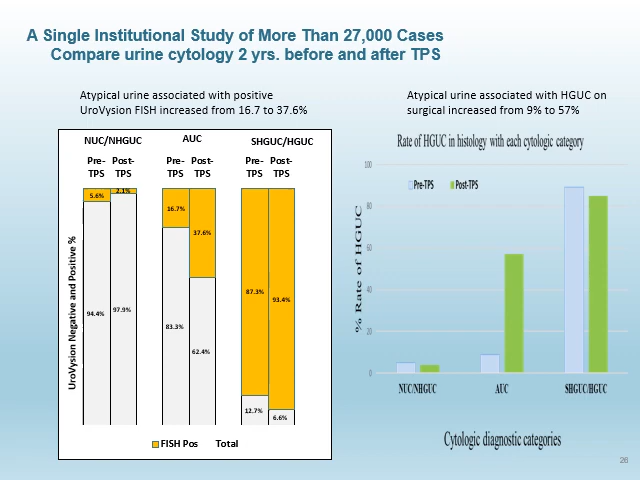 A Single Institutional Study of More Than 27,000 Cases
Compare urine cytology 2 yrs. before and after TPS
Atypical urine associated with positive
UroVysion FISH increased from 16.7 to 37.6%
Atypical urine associated with HGUC on
surgical increased from 9% to 57%
NUC/NHGUC AUC SHGUC/HGUC
Pre- Post- Pre- Post- Pre- Post-
TPS TPS TPS TPS TPS TPS
UroVysion Negative and Positive %
5.6% 2.1%
94.4% 97.9%
16.7% 37.6%
83.3% 62.4%
87.3% 93.4%
12.7% 6.6%
FISH Pos Total
Rate of HGUC in histology with each cytologic category
Pre-TPS Post-TPS
% Rate of HGUC
100
80
60
40
20
0
NUC/NHGUC AUC SHGUC/HGUC
Cytologic diagnostic categories
26